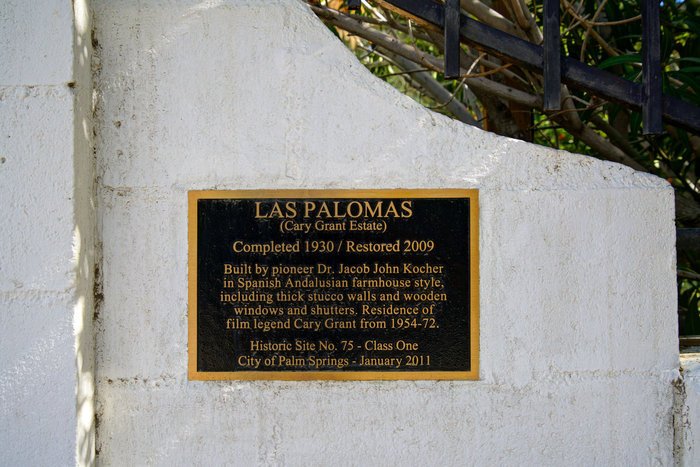 LAS PALOMAS
(Cary Grant Estate)
Completed 1930 / Restored 2009
Built by pioneer Dr. Jacob John Kocher
in Spanish Andalusian farmhouse style,
including thick stucco walls and wooden
windows and shutters. Residence of
film legend Cary Grant from 1954-72.
Historic Site No. 75 - Class One
City of Palm Springs - January 2011